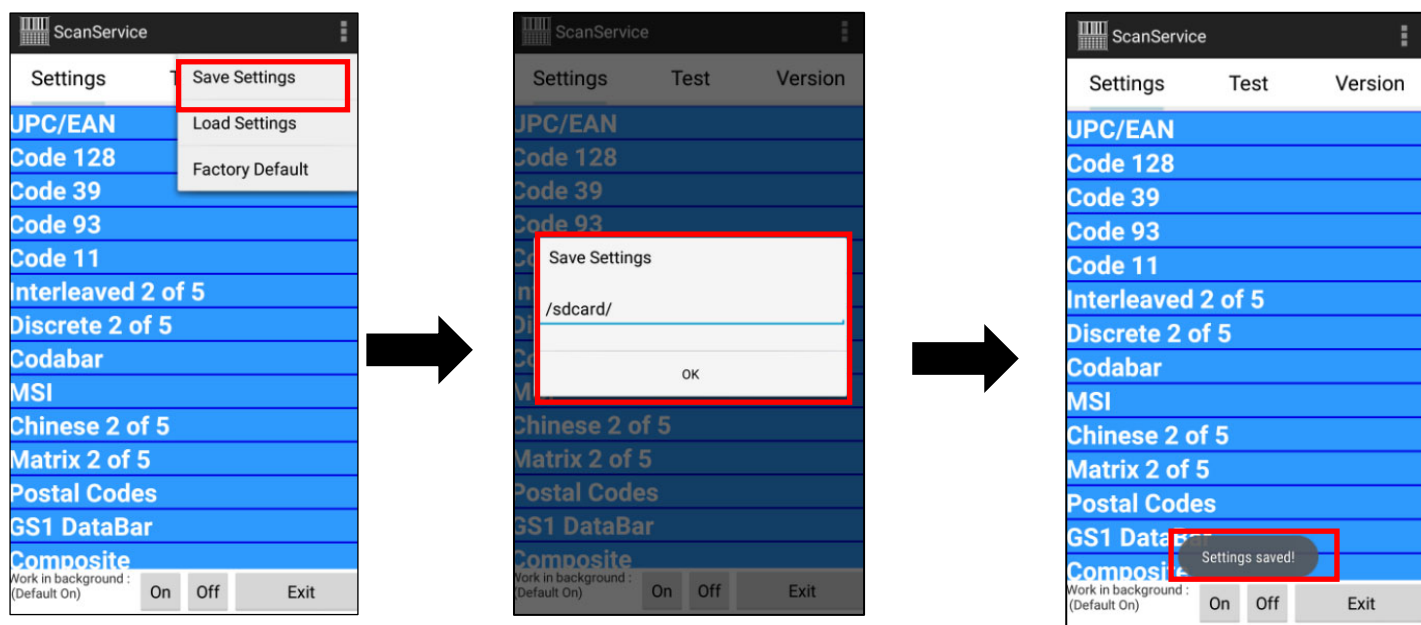 ScanService
Settings T
Save Settings
Load Settings
Factory Default
UPC/EAN
Code 128
Code 39
Code 93
Code 11
Interleaved 2 of 5
Discrete 2 of 5
Codabar
MSI
Chinese 2 of 5
Matrix 2 of 5
Postal Codes
GS1 DataBar
Composite
Work in background :
(Default On)
On Off Exit
ScanService
Settings Test Version
UPC/EAN
Code 128
Code 39
Code 93
Save Settings
/sdcard/
OK
Chinese 2 of 5
Matrix 2 of 5
Postal Codes
GS1 DataBar
Composite
Work in background :
(Default On)
On Off Exit
ScanService
Settings Test Version
UPC/EAN
Code 128
Code 39
Code 93
Code 11
Interleaved 2 of 5
Discrete 2 of 5
Codabar
MSI
Chinese 2 of 5
Matrix 2 of 5
Postal Codes
GS1 DataBar
Settings saved!
Composite
Work in background :
(Default On)
On Off Exit